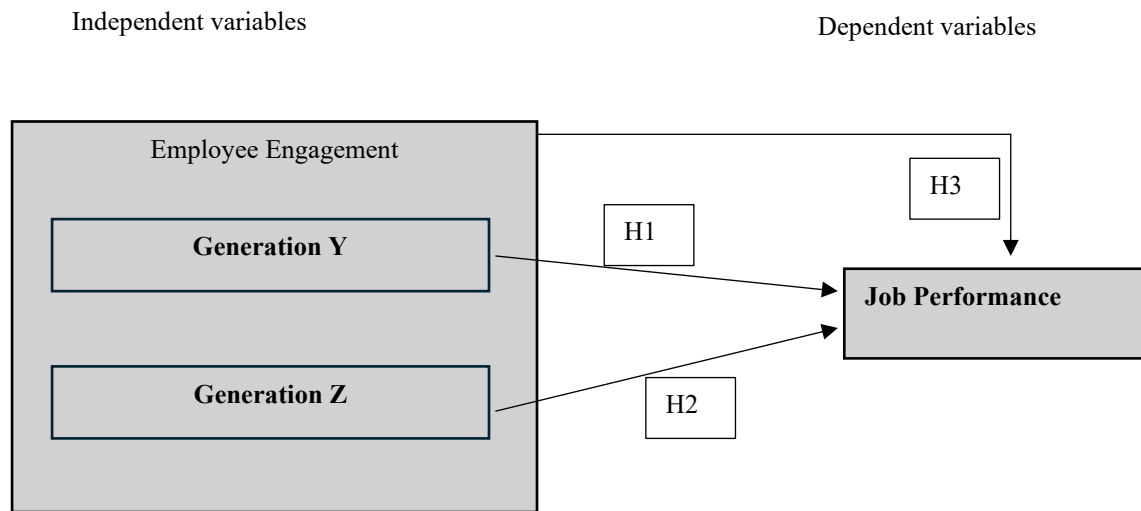 Independent variables
Dependent variables
Employee Engagement
H3
H1
Generation Y
Job Performance
Generation Z
H2